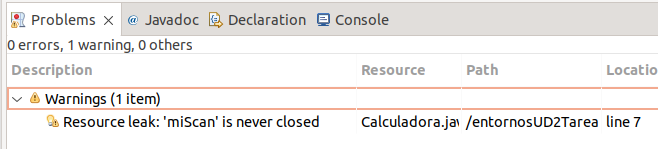 Problems Javadoc Declaration Console
0 errors, 1 warning, 0 others
Description Resource Path Locatio
Warnings (1 item)
Resource leak: 'miScan' is never closed Calculadora.jav /entornosUD2Tarea line 7